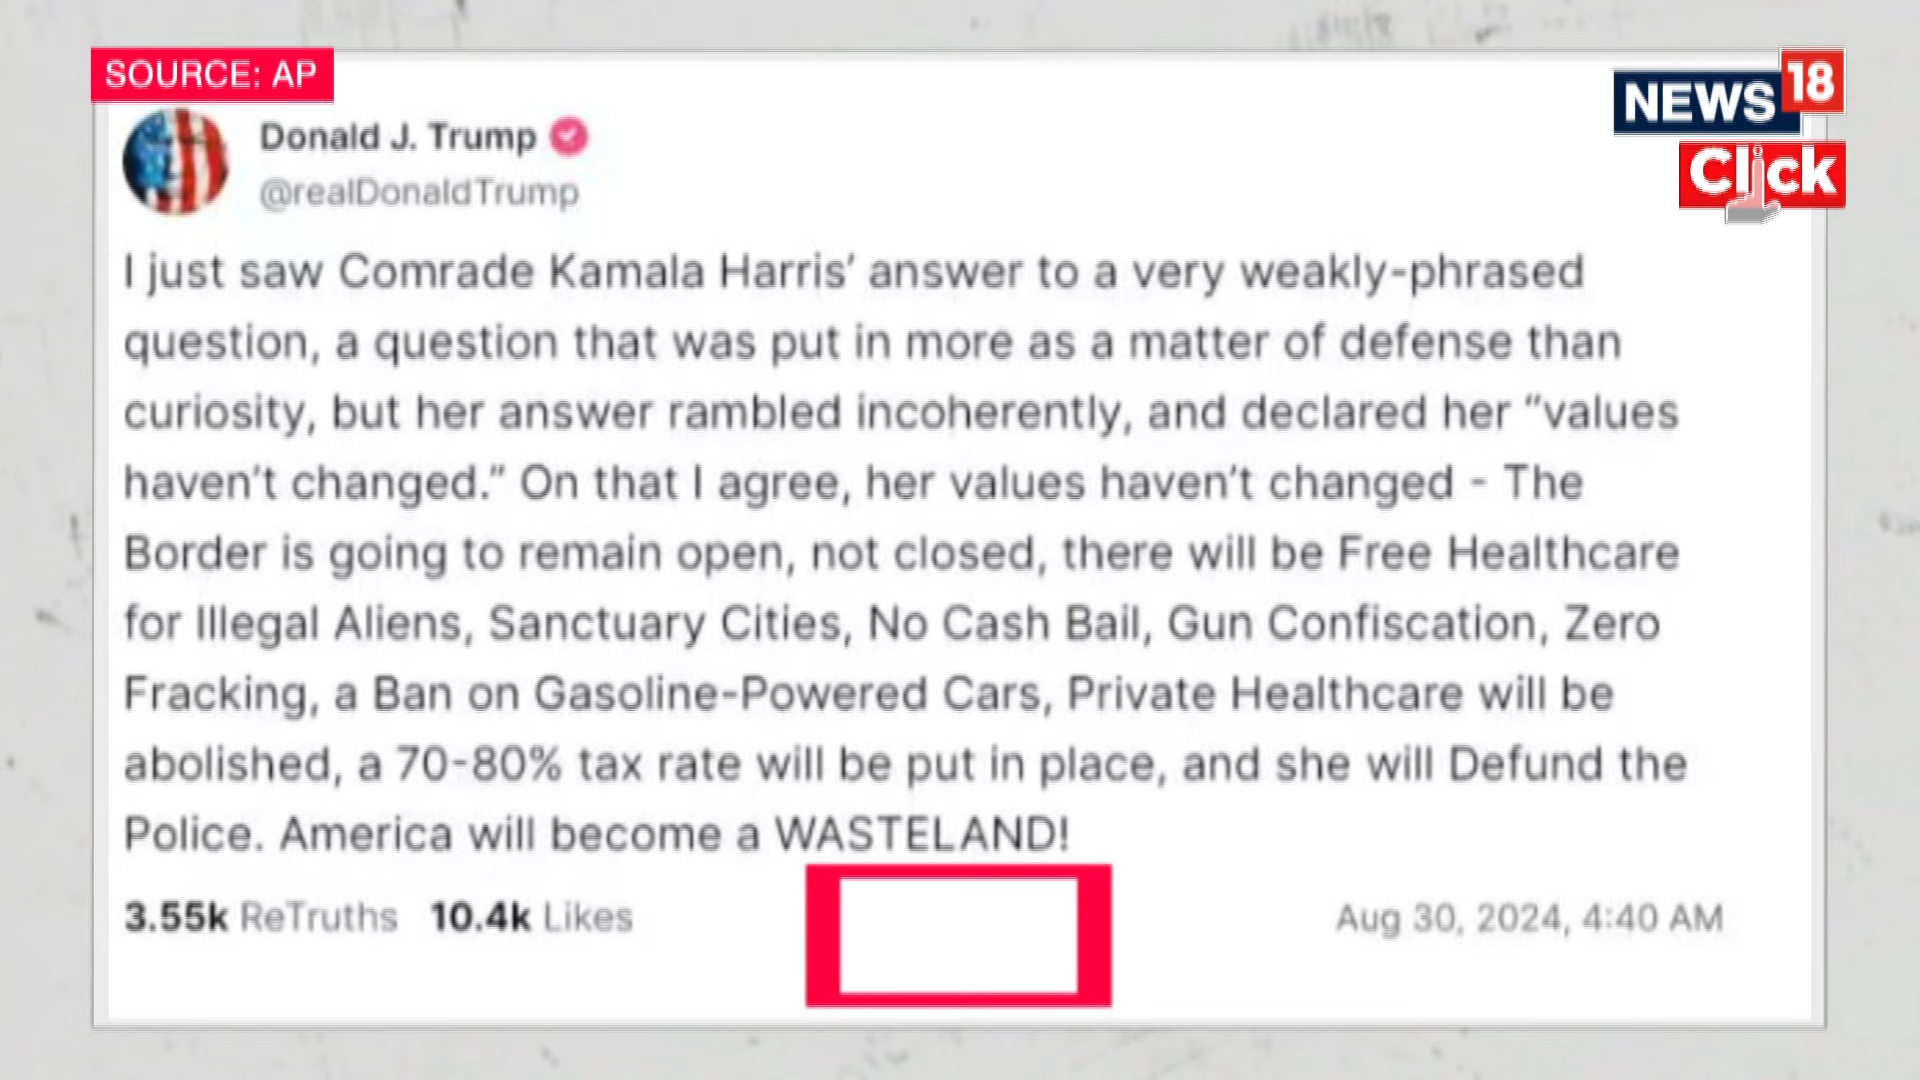 SOURCE: AP
NEWS 18
Click
Donald J. Trump
@realDonaldTrump
I just saw Comrade Kamala Harris’ answer to a very weakly-phrased
question, a question that was put in more as a matter of defense than
curiosity, but her answer rambled incoherently, and declared her “values
haven’t changed.” On that I agree, her values haven’t changed - The
Border is going to remain open, not closed, there will be Free Healthcare
for Illegal Aliens, Sanctuary Cities, No Cash Bail, Gun Confiscation, Zero
Fracking, a Ban on Gasoline-Powered Cars, Private Healthcare will be
abolished, a 70-80% tax rate will be put in place, and she will Defund the
Police. America will become a WASTELAND!
3.55k ReTruths 10.4k Likes
Aug 30, 2024, 4:40 AM